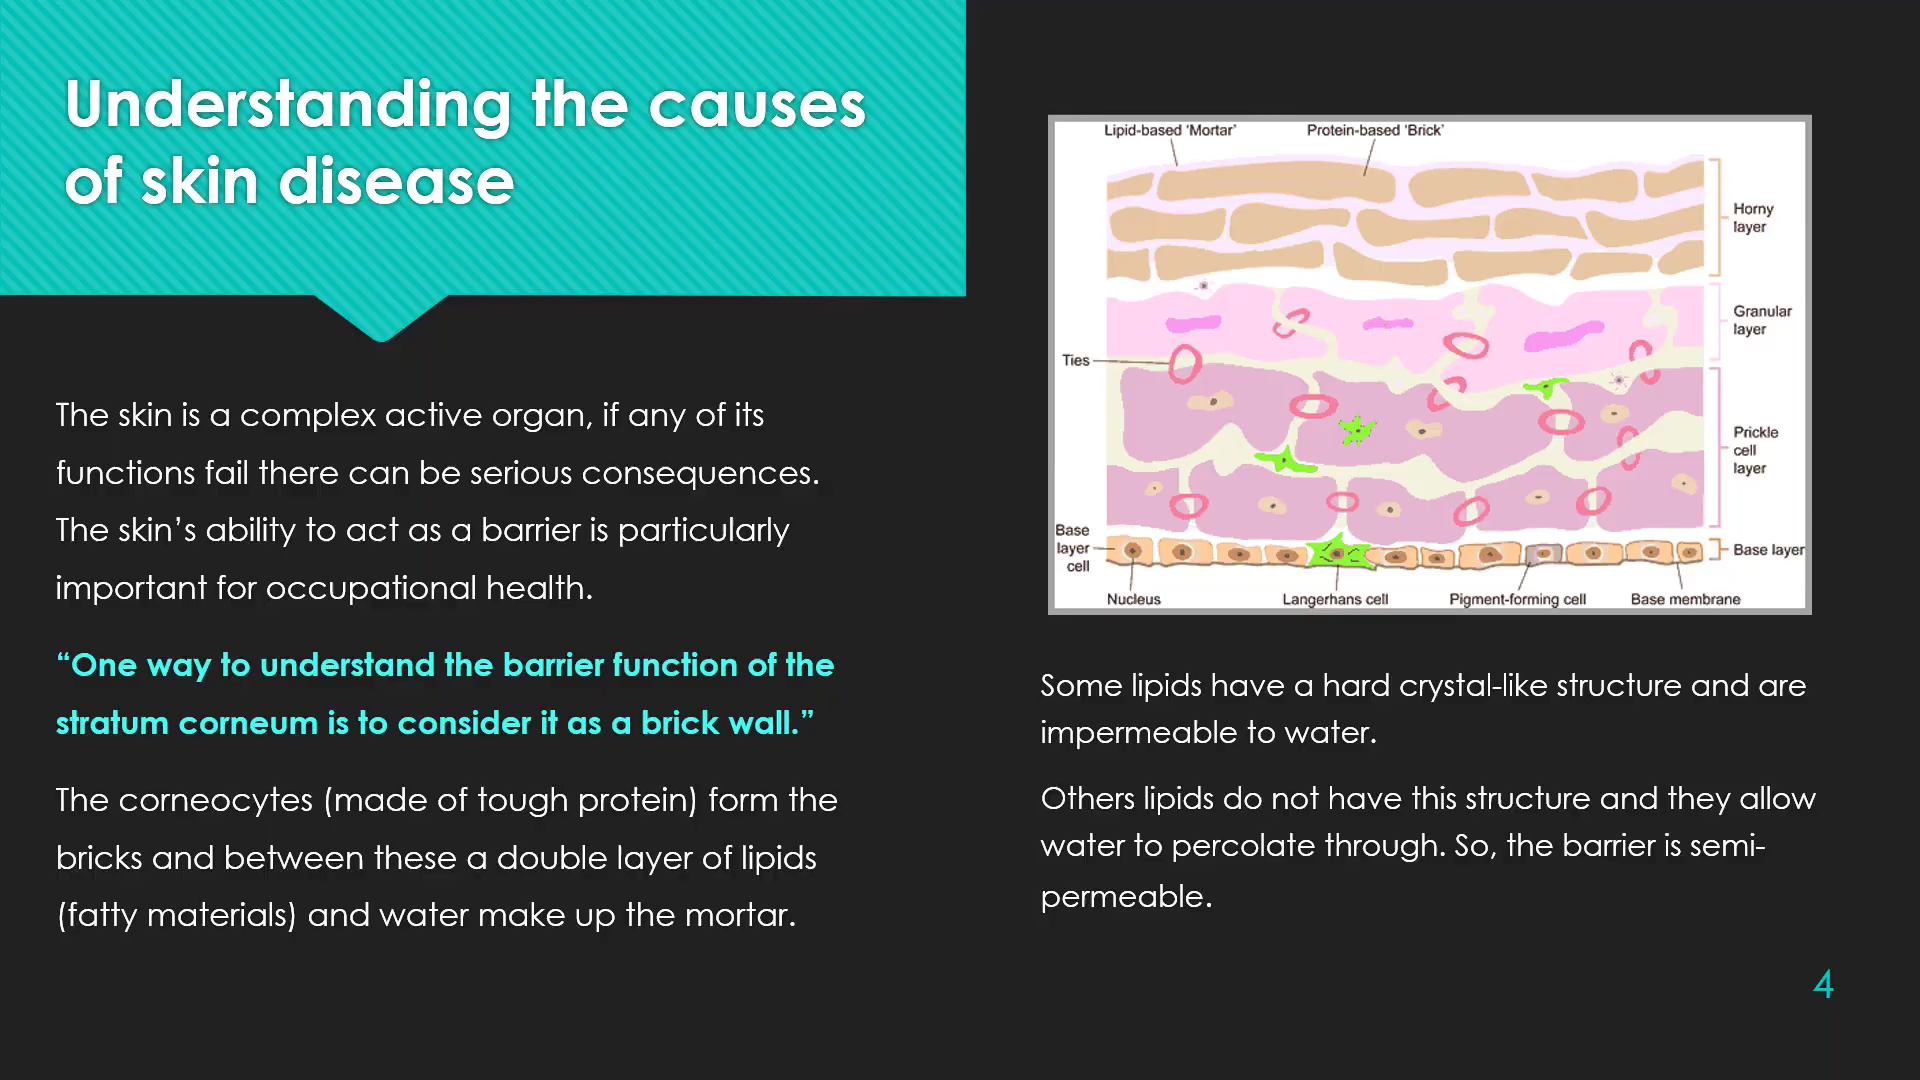 Understanding the causes
of skin disease
The skin is a complex active organ, if any of its
functions fail there can be serious consequences.
The skin’s ability to act as a barrier is particularly
important for occupational health.
“One way to understand the barrier function of the
stratum corneum is to consider it as a brick wall.”
The corneocytes (made of tough protein) form the
bricks and between these a double layer of lipids
(fatty materials) and water make up the mortar.
Lipid-based ‘Mortar’
Protein-based ‘Brick’
Horny
layer
Granular
layer
Ties
Prickle
cell
layer
Base
layer
cell
Base layer
Nucleus
Langerhans cell
Pigment-forming cell
Base membrane
Some lipids have a hard crystal-like structure and are
impermeable to water.
Others lipids do not have this structure and they allow
water to percolate through. So, the barrier is semi-
permeable.
4